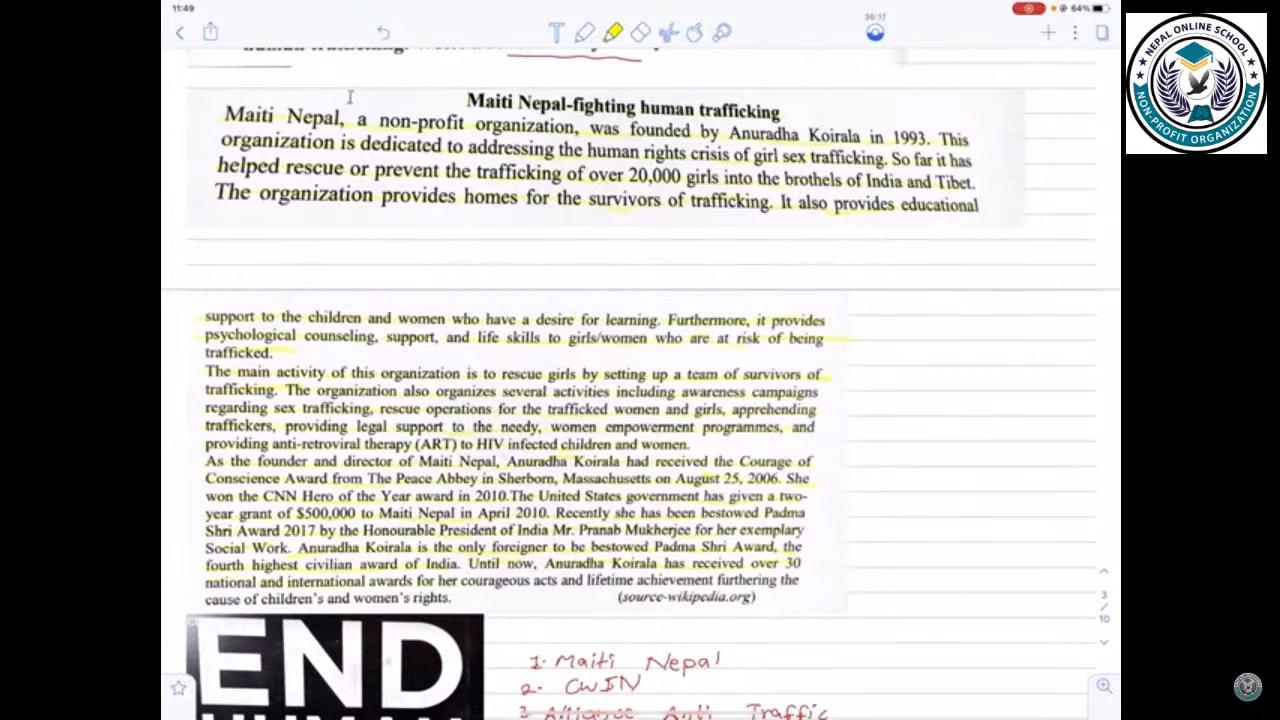 11:49
64%
36:17
NEPAL ONLINE SCHOOL
NON-PROFIT ORGANIZATION
Maiti Nepal-fighting human trafficking
Maiti Nepal, a non-profit organization, was founded by Anuradha Koirala in 1993. This
organization is dedicated to addressing the human rights crisis of girl sex trafficking. So far it has
helped rescue or prevent the trafficking of over 20,000 girls into the brothels of India and Tibet.
The organization provides homes for the survivors of trafficking. It also provides educational
support to the children and women who have a desire for learning. Furthermore, it provides
psychological counseling, support, and life skills to girls/women who are at risk of being
trafficked.
The main activity of this organization is to rescue girls by setting up a team of survivors of
trafficking. The organization also organizes several activities including awareness campaigns
regarding sex trafficking, rescue operations for the trafficked women and girls, apprehending
traffickers, providing legal support to the needy, women empowerment programmes, and
providing anti-retroviral therapy (ART) to HIV infected children and women.
As the founder and director of Maiti Nepal, Anuradha Koirala had received the Courage of
Conscience Award from The Peace Abbey in Sherborn, Massachusetts on August 25, 2006. She
won the CNN Hero of the Year award in 2010.The United States government has given a two-
year grant of $500,000 to Maiti Nepal in April 2010. Recently she has been bestowed Padma
Shri Award 2017 by the Honourable President of India Mr. Pranab Mukherjee for her exemplary
Social Work. Anuradha Koirala is the only foreigner to be bestowed Padma Shri Award, the
fourth highest civilian award of India. Until now, Anuradha Koirala has received over 30
national and international awards for her courageous acts and lifetime achievement furthering the
cause of children's and women's rights. (source-wikipedia.org)
3
/
10
END
HUMAN
1. Maiti Nepal
2. CWIN
3. Alliance Anti Traffic